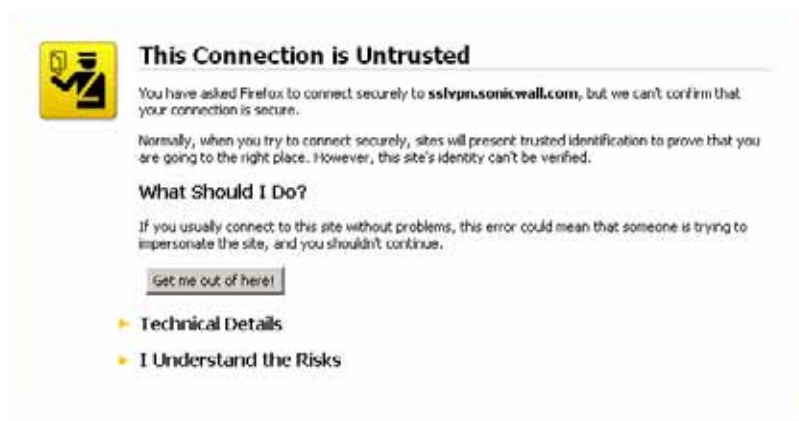 This Connection is Untrusted
You have asked Firefox to connect securely to sslvpn.sonicwall.com, but we can't confirm that
your connection is secure.
Normally, when you try to connect securely, sites will present trusted identification to prove that you
are going to the right place. However, this site's identity can't be verified.
What Should I Do?
If you usually connect to this site without problems, this error could mean that someone is trying to
impersonate the site, and you shouldn't continue.
Get me out of here!
Technical Details
I Understand the Risks